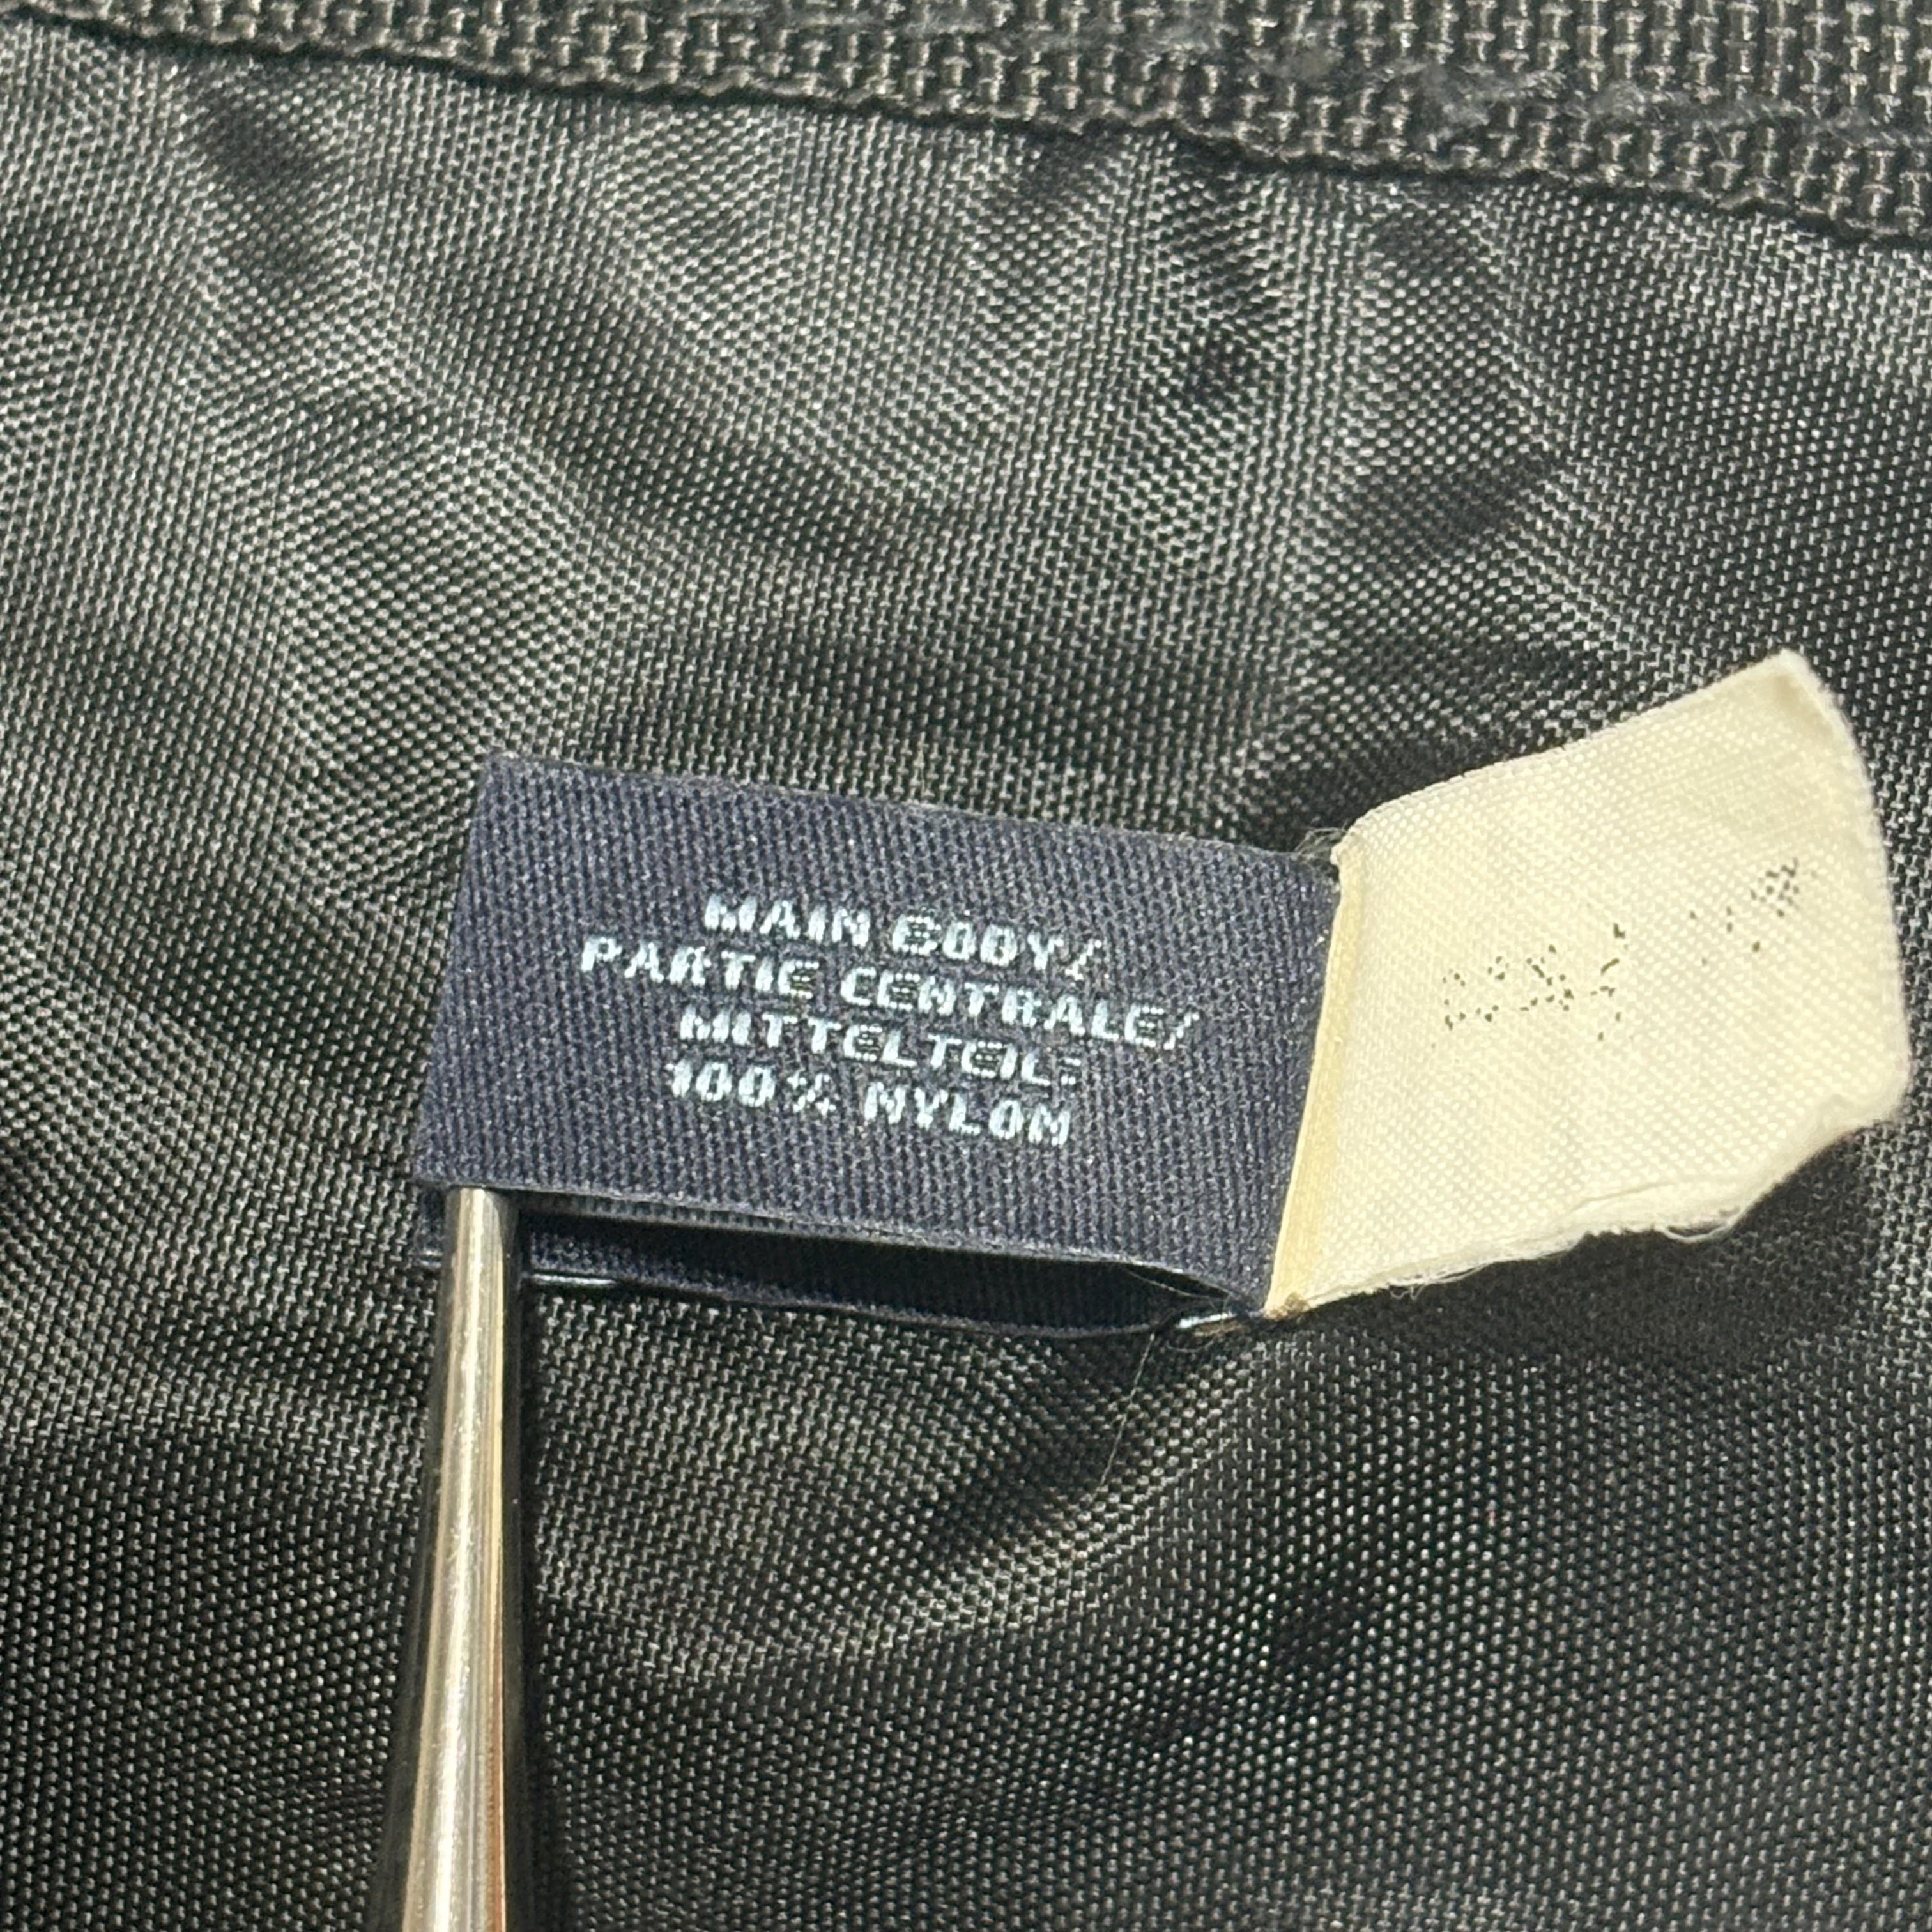 MAIN BODY/
PARTIE CENTRALE/
MITTELTEIL:
100% NYLON